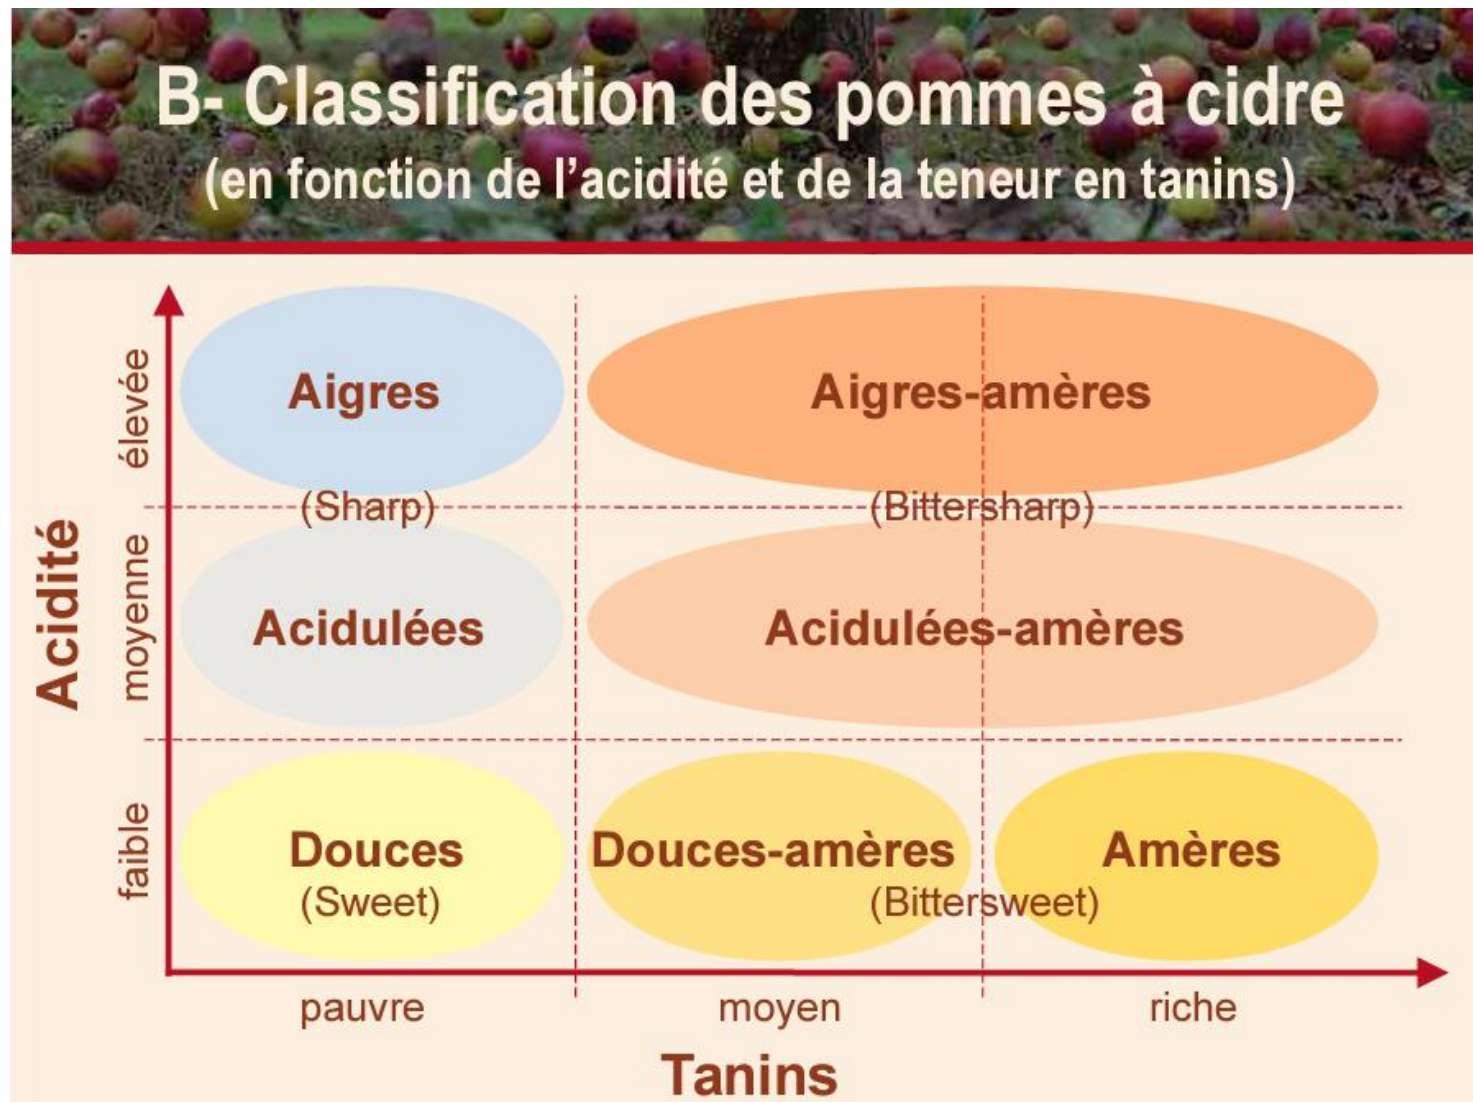 B- Classification des pommes à cidre
(en fonction de l’acidité et de la teneur en tanins)
Acidité
élevée
Aigres
Aigres-amères
(Sharp)
(Bittersharp)
moyenne
Acidulées
Acidulées-amères
faible
Douces
Douces-amères
Amères
(Sweet)
(Bittersweet)
pauvre
moyen
riche
Tanins